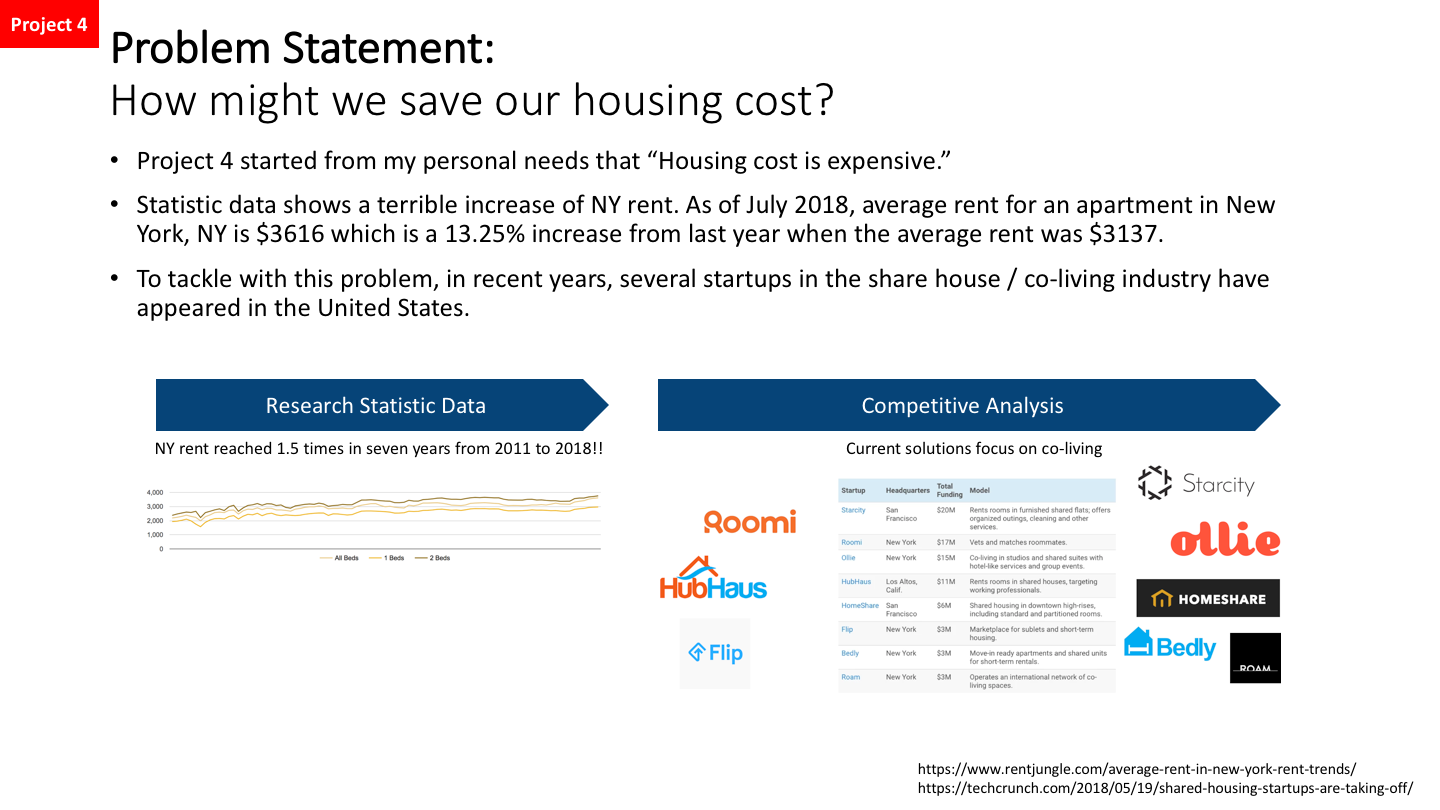 Project 4
Problem Statement:
How might we save our housing cost?
• Project 4 started from my personal needs that “Housing cost is expensive.”
• Statistic data shows a terrible increase of NY rent. As of July 2018, average rent for an apartment in New
York, NY is $3616 which is a 13.25% increase from last year when the average rent was $3137.
• To tackle with this problem, in recent years, several startups in the share house / co-living industry have
appeared in the United States.
Research Statistic Data
NY rent reached 1.5 times in seven years from 2011 to 2018!!
4,000
3,000
2,000
1,000
0
All Beds 1 Beds 2 Beds
Competitive Analysis
Current solutions focus on co-living
Roomi
HubHaus
Flip
Startup Headquarters Total Funding Model
Starcity San Francisco $20M Rents rooms in furnished shared flats; offers
organized outings, cleaning and other
services.
Roomi New York $17M Vets and matches roommates.
Ollie New York $15M Co-living in studios and shared suites with
hotel-like services and group events.
HubHaus Los Altos, Calif. $11M Rents rooms in shared houses, targeting
working professionals.
HomeShare San Francisco $6M Shared housing in downtown high-rises,
including standard and partitioned rooms.
Flip New York $3M Marketplace for sublets and short-term
housing.
Bedly New York $3M Move-in ready apartments and shared units
for short-term rentals.
Roam New York $3M Operates an international network of co-
living spaces.
Starcity
ollie
HOMESHARE
Bedly
ROAM
https://www.rentjungle.com/average-rent-in-new-york-rent-trends/
https://techcrunch.com/2018/05/19/shared-housing-startups-are-taking-off/